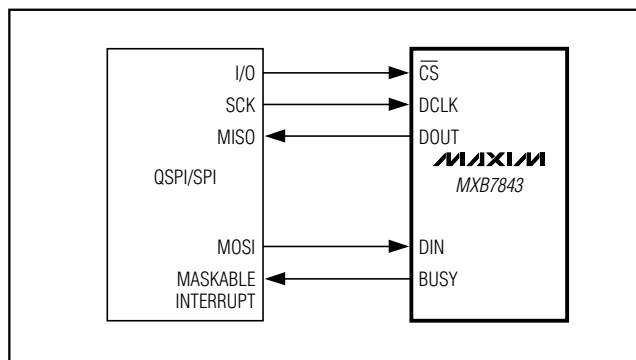 I/O
CS
SCK
DCLK
MISO
DOUT
MAXIM
QSPI/SPI
MXB7843
MOSI
DIN
MASKABLE
INTERRUPT
BUSY